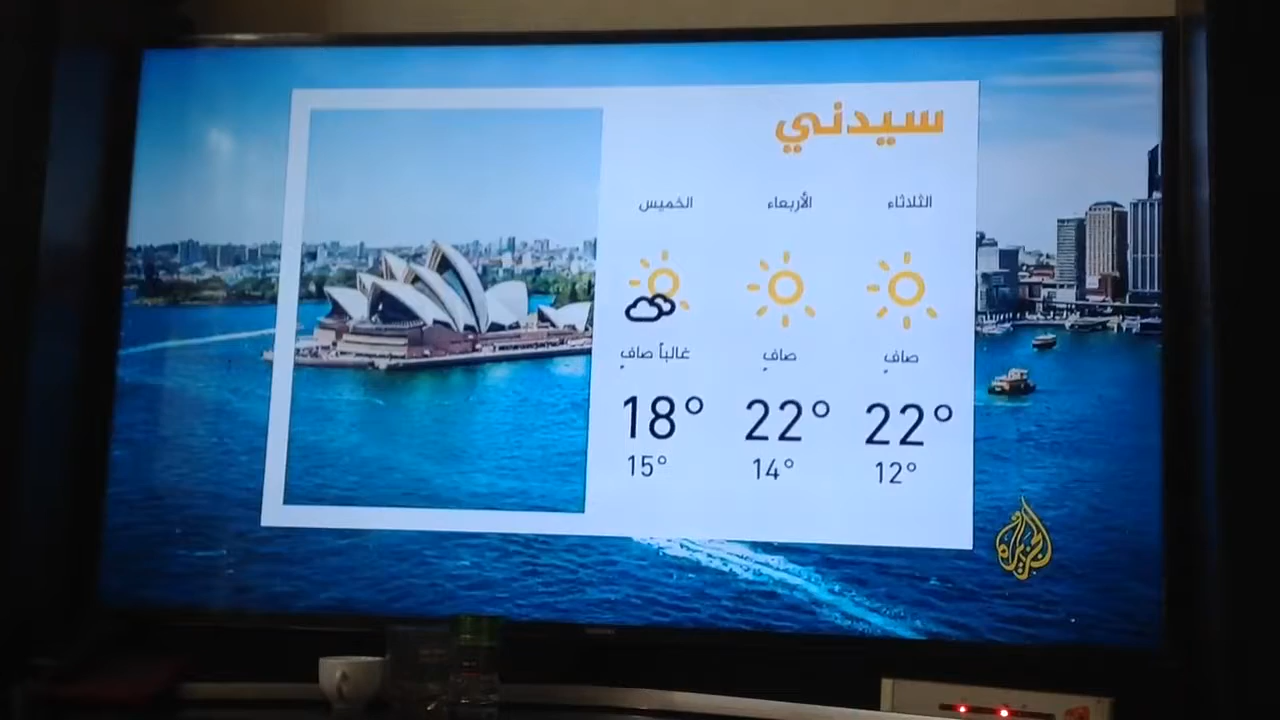 سيدني
الثلاثاء الأربعاء الخميس
صافٍ صافٍ غالباً صافٍ
22° 22° 18°
12° 14° 15°
الجزيرة